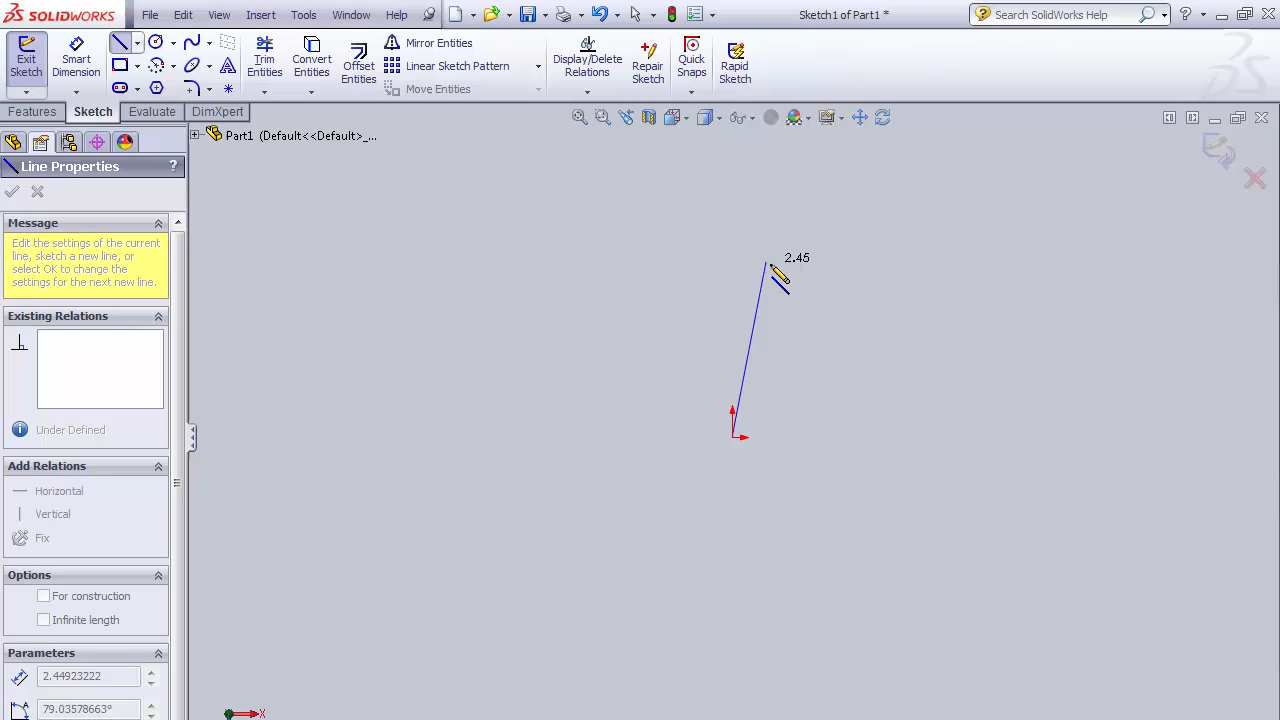 SOLIDWORKS
File Edit View Insert Tools Window Help
Sketch1 of Part1 *
Search SolidWorks Help
Exit Sketch
Smart Dimension
Trim Entities
Convert Entities
Offset Entities
Mirror Entities
Linear Sketch Pattern
Move Entities
Display/Delete Relations
Repair Sketch
Quick Snaps
Rapid Sketch
Features Sketch Evaluate DimXpert
Part1 (Default<<Default>_...
Line Properties ?
Message
Edit the settings of the current
line, sketch a new line, or
select OK to change the
settings for the next new line.
Existing Relations
Under Defined
Add Relations
Horizontal
Vertical
Fix
Options
For construction
Infinite length
Parameters
2.44923222
79.03578663°
2.45
X